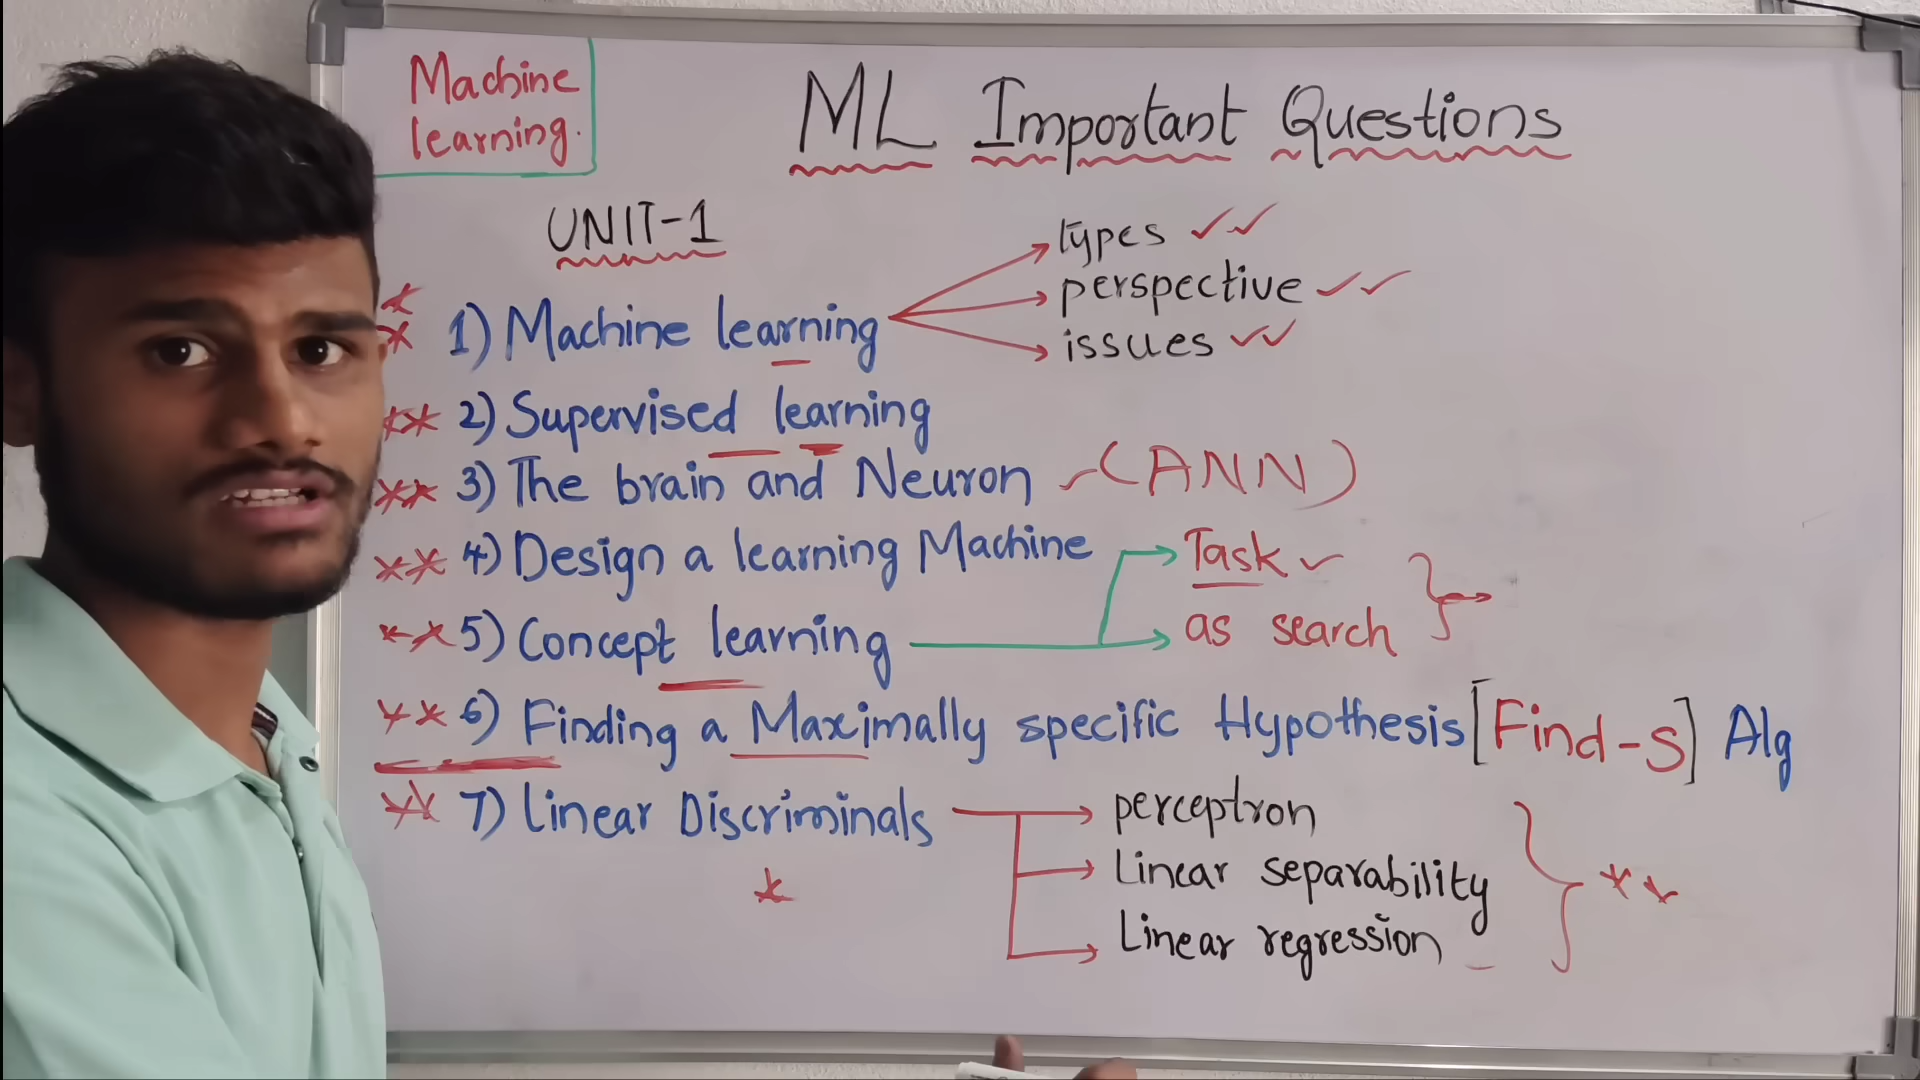 Machine
learning.
ML Important Questions
UNIT-1
1) Machine learning
types
perspective
issues
2) Supervised learning
3) The brain and Neuron (ANN)
4) Design a learning Machine
5) Concept learning
Task
as search
6) Finding a Maximally specific Hypothesis [Find-S] Alg
7) Linear Discriminals
perceptron
Linear separability
Linear regression